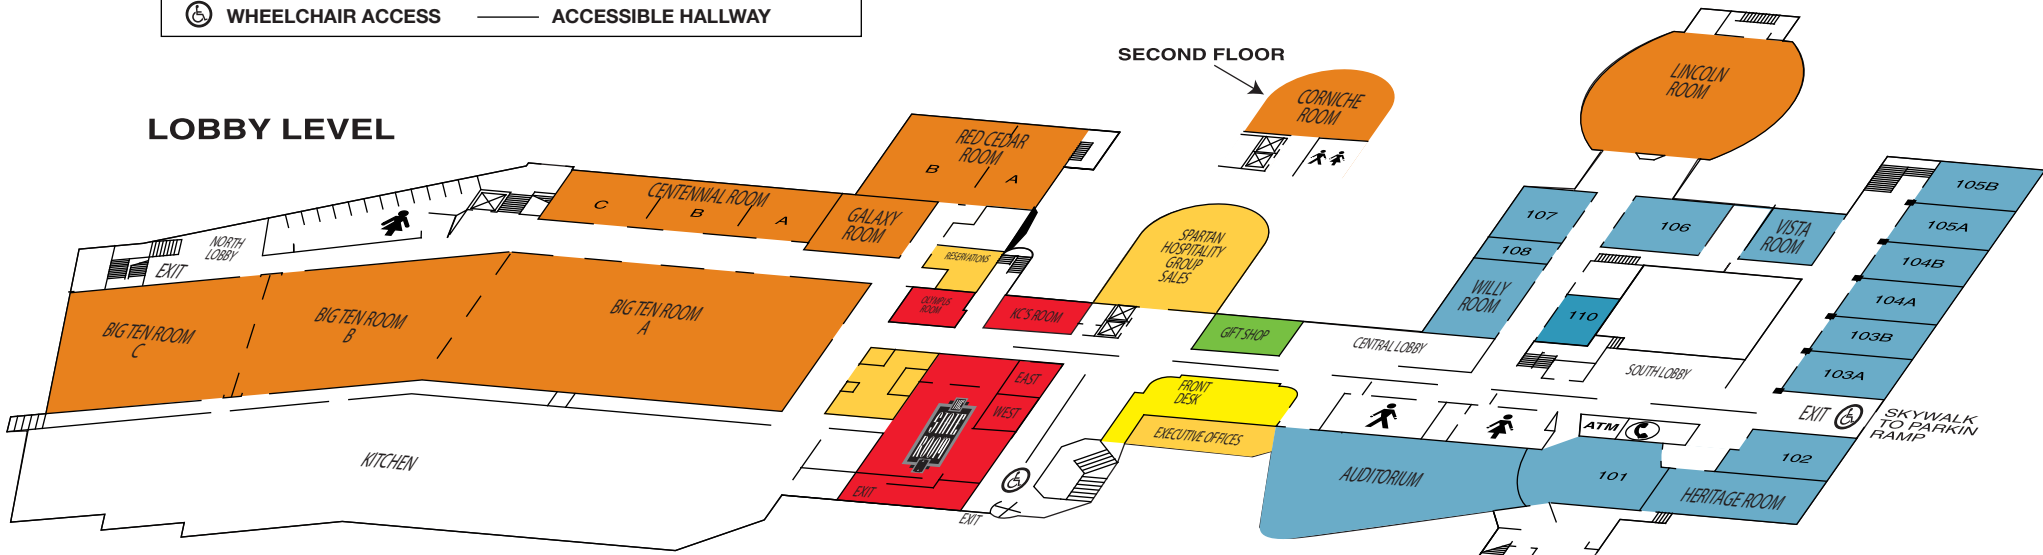 WHEELCHAIR ACCESS
ACCESSIBLE HALLWAY
LOBBY LEVEL
SECOND FLOOR
CORNICHE
ROOM
LINCOLN
ROOM
RED CEDAR
ROOM
B
A
CENTENNIAL ROOM
C
B
A
GALAXY
ROOM
NORTH
LOBBY
EXIT
BIG TEN ROOM
C
BIG TEN ROOM
B
BIG TEN ROOM
A
KITCHEN
RESERVATIONS
OLYMPUS
ROOM
KC'S ROOM
SPARTAN
HOSPITALITY
GROUP
SALES
GIFT SHOP
CENTRAL LOBBY
EAST
WEST
THE
STATE
ROOM
EXIT
EXIT
FRONT
DESK
EXECUTIVE OFFICES
AUDITORIUM
107
108
WILLY
ROOM
106
VISTA
ROOM
110
SOUTH LOBBY
105B
105A
104B
104A
103B
103A
EXIT
SKYWALK
TO PARKIN
RAMP
ATM
101
102
HERITAGE ROOM